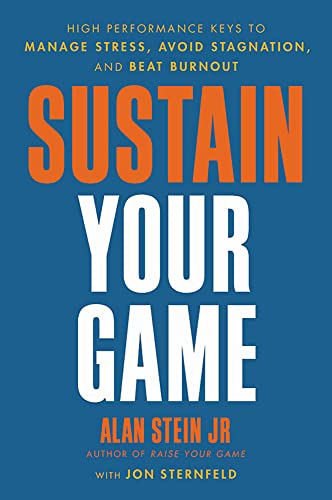 HIGH PERFORMANCE KEYS TO
MANAGE STRESS, AVOID STAGNATION,
AND BEAT BURNOUT
SUSTAIN
YOUR
GAME
ALAN STEIN JR
AUTHOR OF RAISE YOUR GAME
WITH JON STERNFELD